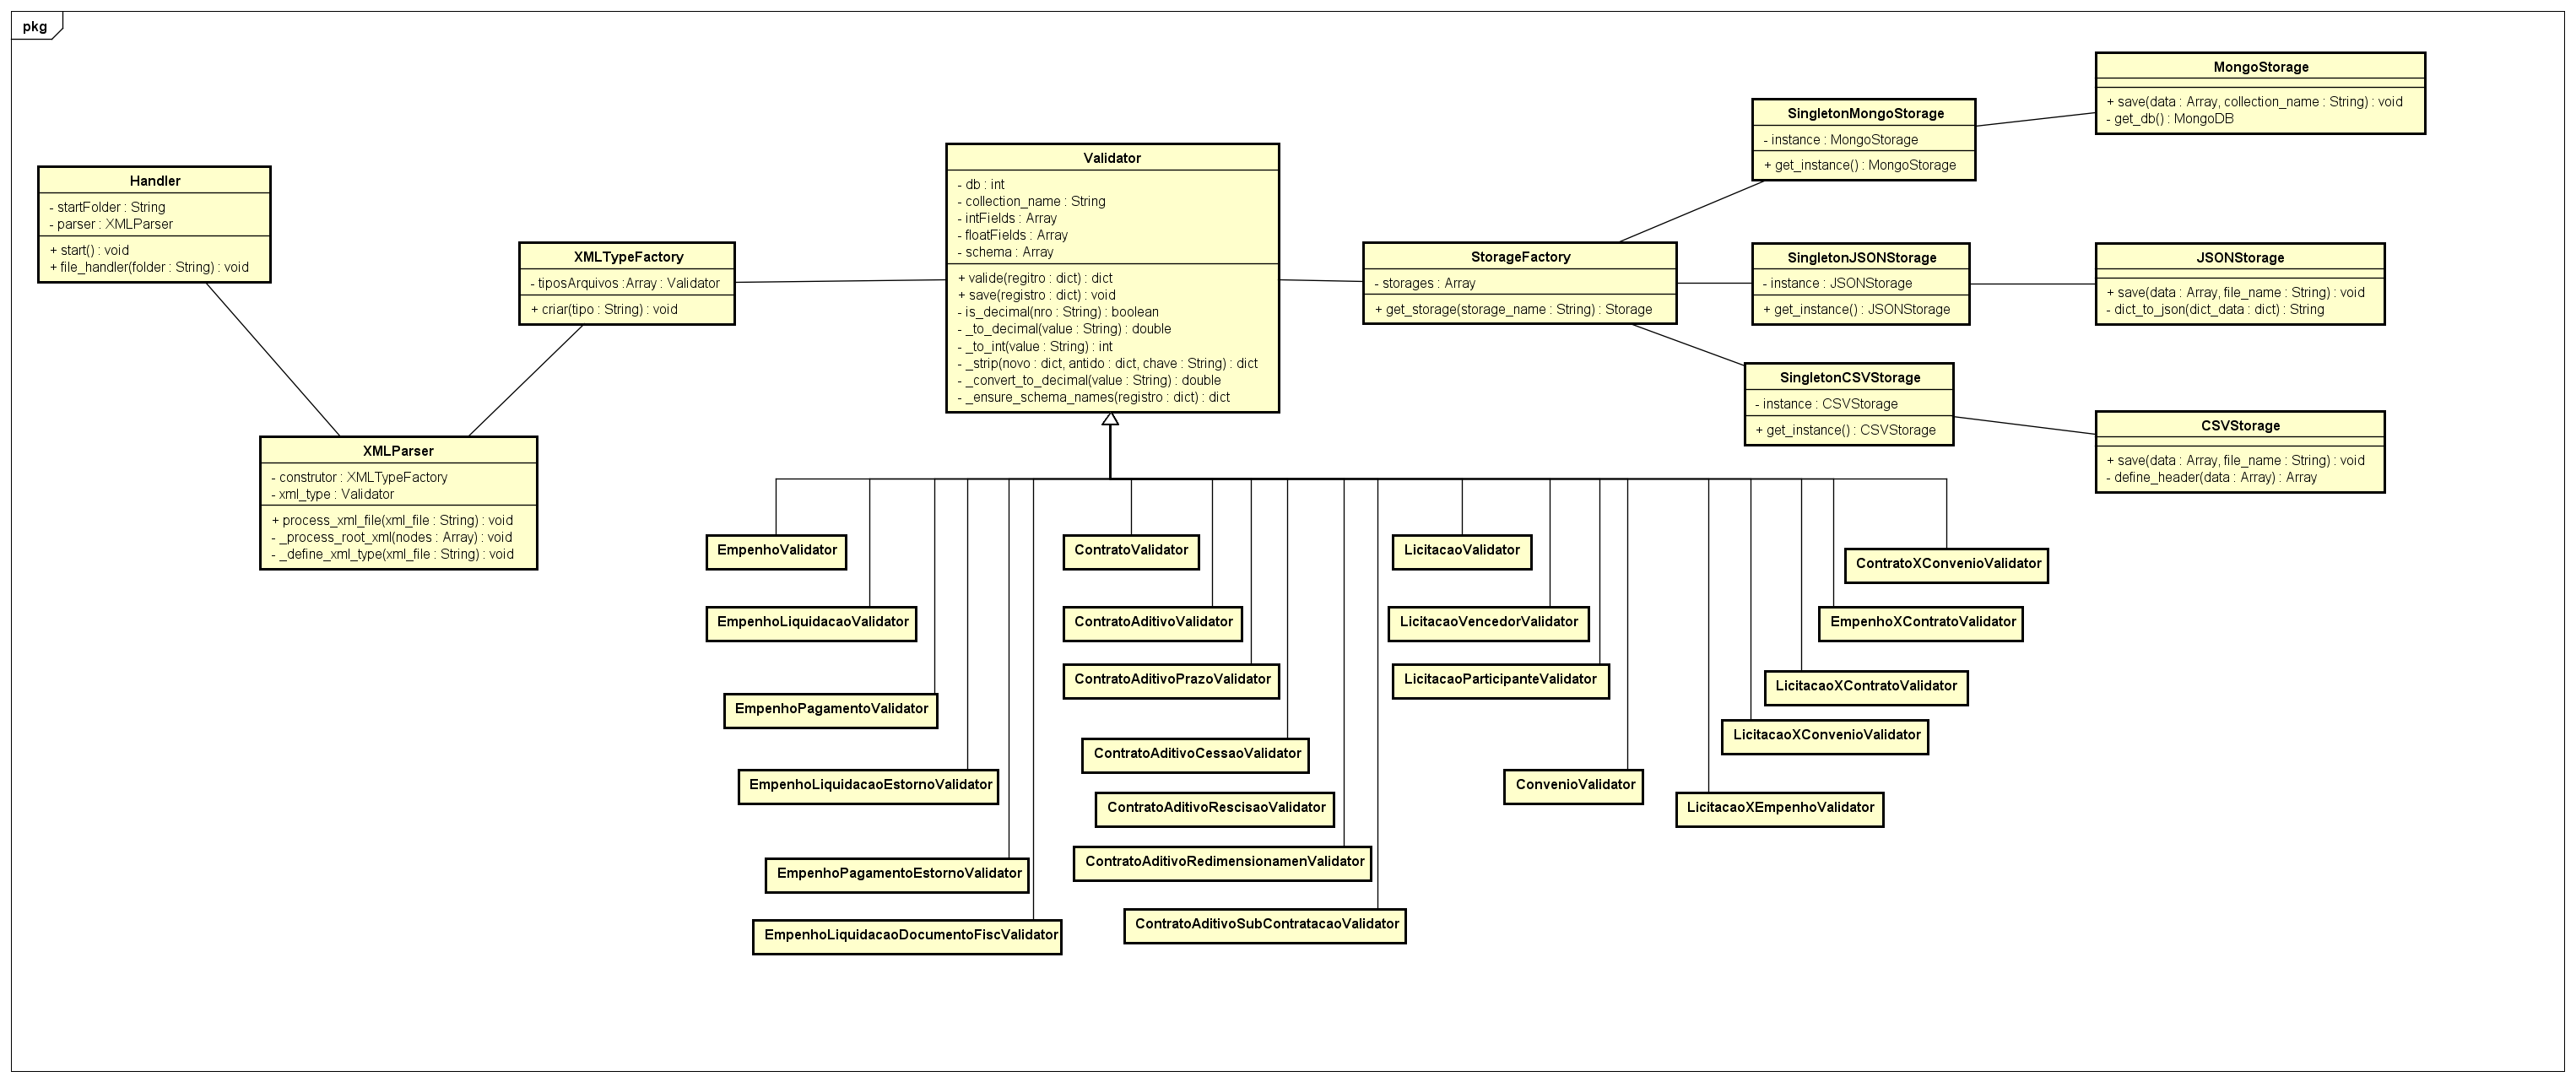 pkg
Handler
- startFolder : String
- parser : XMLParser
+ start() : void
+ file_handler(folder : String) : void
XMLParser
- construtor : XMLTypeFactory
- xml_type : Validator
+ process_xml_file(xml_file : String) : void
- _process_root_xml(nodes : Array) : void
- _define_xml_type(xml_file : String) : void
XMLTypeFactory
- tiposArquivos :Array : Validator
+ criar(tipo : String) : void
Validator
- db : int
- collection_name : String
- intFields : Array
- floatFields : Array
- schema : Array
+ valide(regitro : dict) : dict
+ save(registro : dict) : void
- is_decimal(nro : String) : boolean
- _to_decimal(value : String) : double
- _to_int(value : String) : int
- _strip(novo : dict, antido : dict, chave : String) : dict
- _convert_to_decimal(value : String) : double
- _ensure_schema_names(registro : dict) : dict
StorageFactory
- storages : Array
+ get_storage(storage_name : String) : Storage
SingletonMongoStorage
- instance : MongoStorage
+ get_instance() : MongoStorage
MongoStorage
+ save(data : Array, collection_name : String) : void
- get_db() : MongoDB
SingletonJSONStorage
- instance : JSONStorage
+ get_instance() : JSONStorage
JSONStorage
+ save(data : Array, file_name : String) : void
- dict_to_json(dict_data : dict) : String
SingletonCSVStorage
- instance : CSVStorage
+ get_instance() : CSVStorage
CSVStorage
+ save(data : Array, file_name : String) : void
- define_header(data : Array) : Array
EmpenhoValidator
EmpenhoLiquidacaoValidator
EmpenhoPagamentoValidator
EmpenhoLiquidacaoEstornoValidator
EmpenhoPagamentoEstornoValidator
EmpenhoLiquidacaoDocumentoFiscValidator
ContratoValidator
ContratoAditivoValidator
ContratoAditivoPrazoValidator
ContratoAditivoCessaoValidator
ContratoAditivoRescisaoValidator
ContratoAditivoRedimensionamenValidator
ContratoAditivoSubContratacaoValidator
LicitacaoValidator
LicitacaoVencedorValidator
LicitacaoParticipanteValidator
ConvenioValidator
ContratoXConvenioValidator
EmpenhoXContratoValidator
LicitacaoXContratoValidator
LicitacaoXConvenioValidator
LicitacaoXEmpenhoValidator